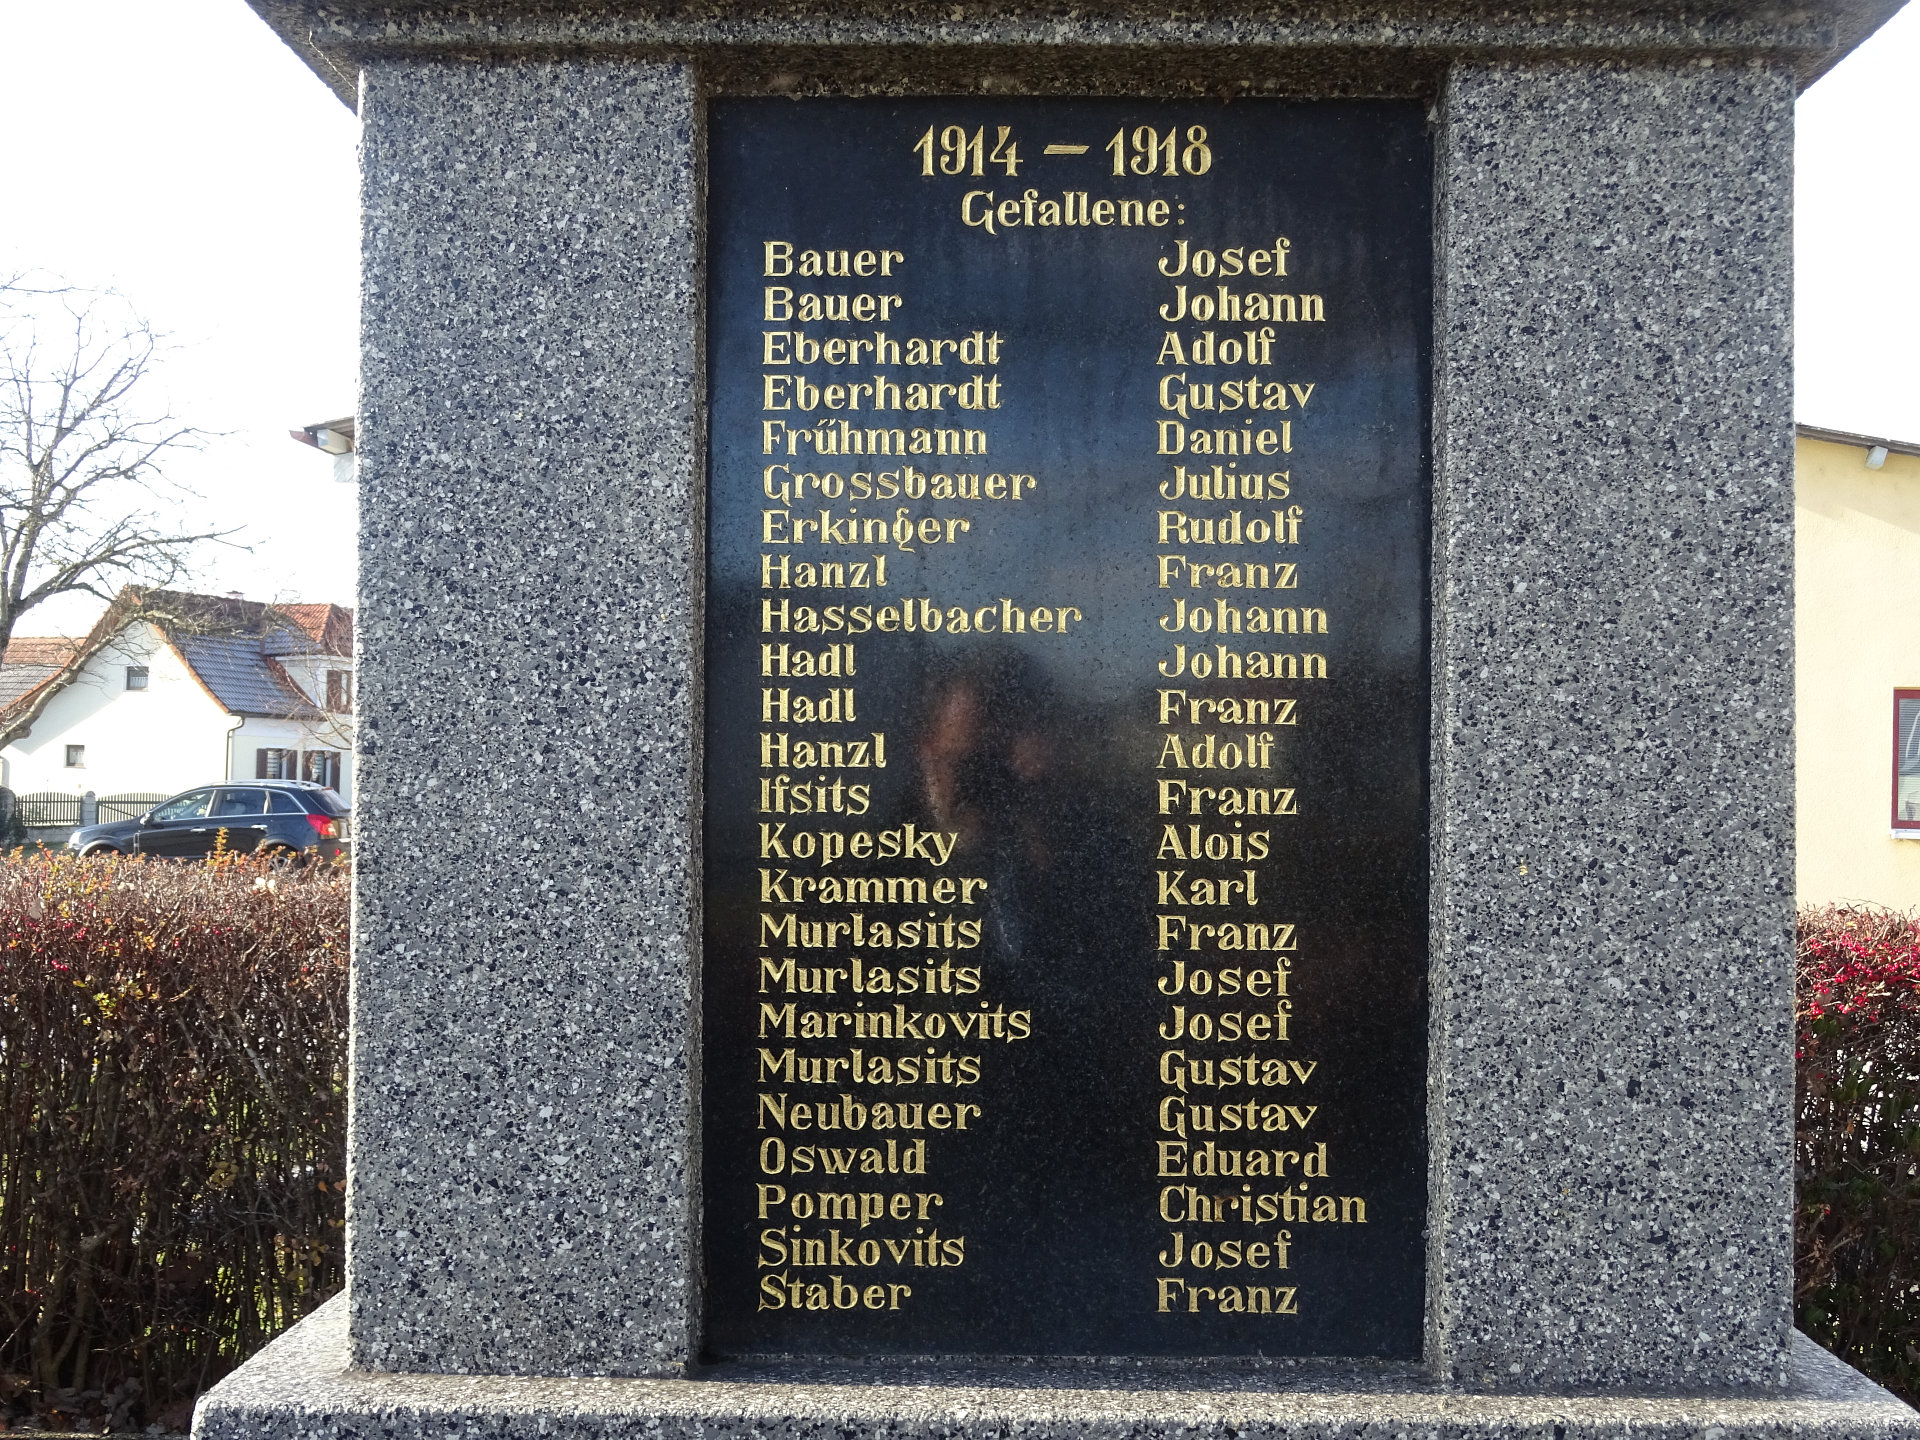 1914 – 1918
Gefallene:
Bauer Josef
Bauer Johann
Eberhardt Adolf
Eberhardt Gustav
Frühmann Daniel
Grossbauer Julius
Erkinger Rudolf
Hanzl Franz
Hasselbacher Johann
Hadl Johann
Hadl Franz
Hanzl Adolf
Ifsits Franz
Kopesky Alois
Krammer Karl
Murlasits Franz
Murlasits Josef
Marinkovits Josef
Murlasits Gustav
Neubauer Gustav
Oswald Eduard
Pomper Christian
Sinkovits Josef
Staber Franz